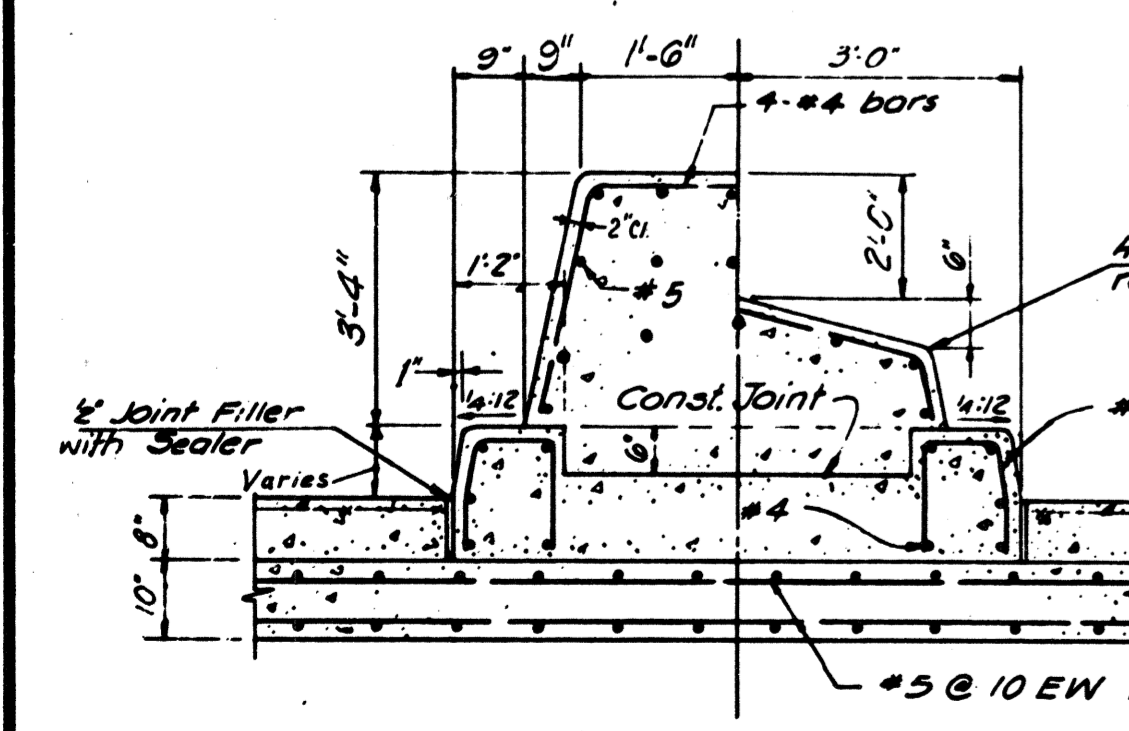 9" 9" 1'-6" 3'-0"
4-#4 bars
2"Cl.
2'-0"
6"
1'-2"
#5
3'-4"
1"
¼:12
Const. Joint
¼:12
½" Joint Filler
with Sealer
6"
Varies
#4
8"
10"
#5 @ 10 EW